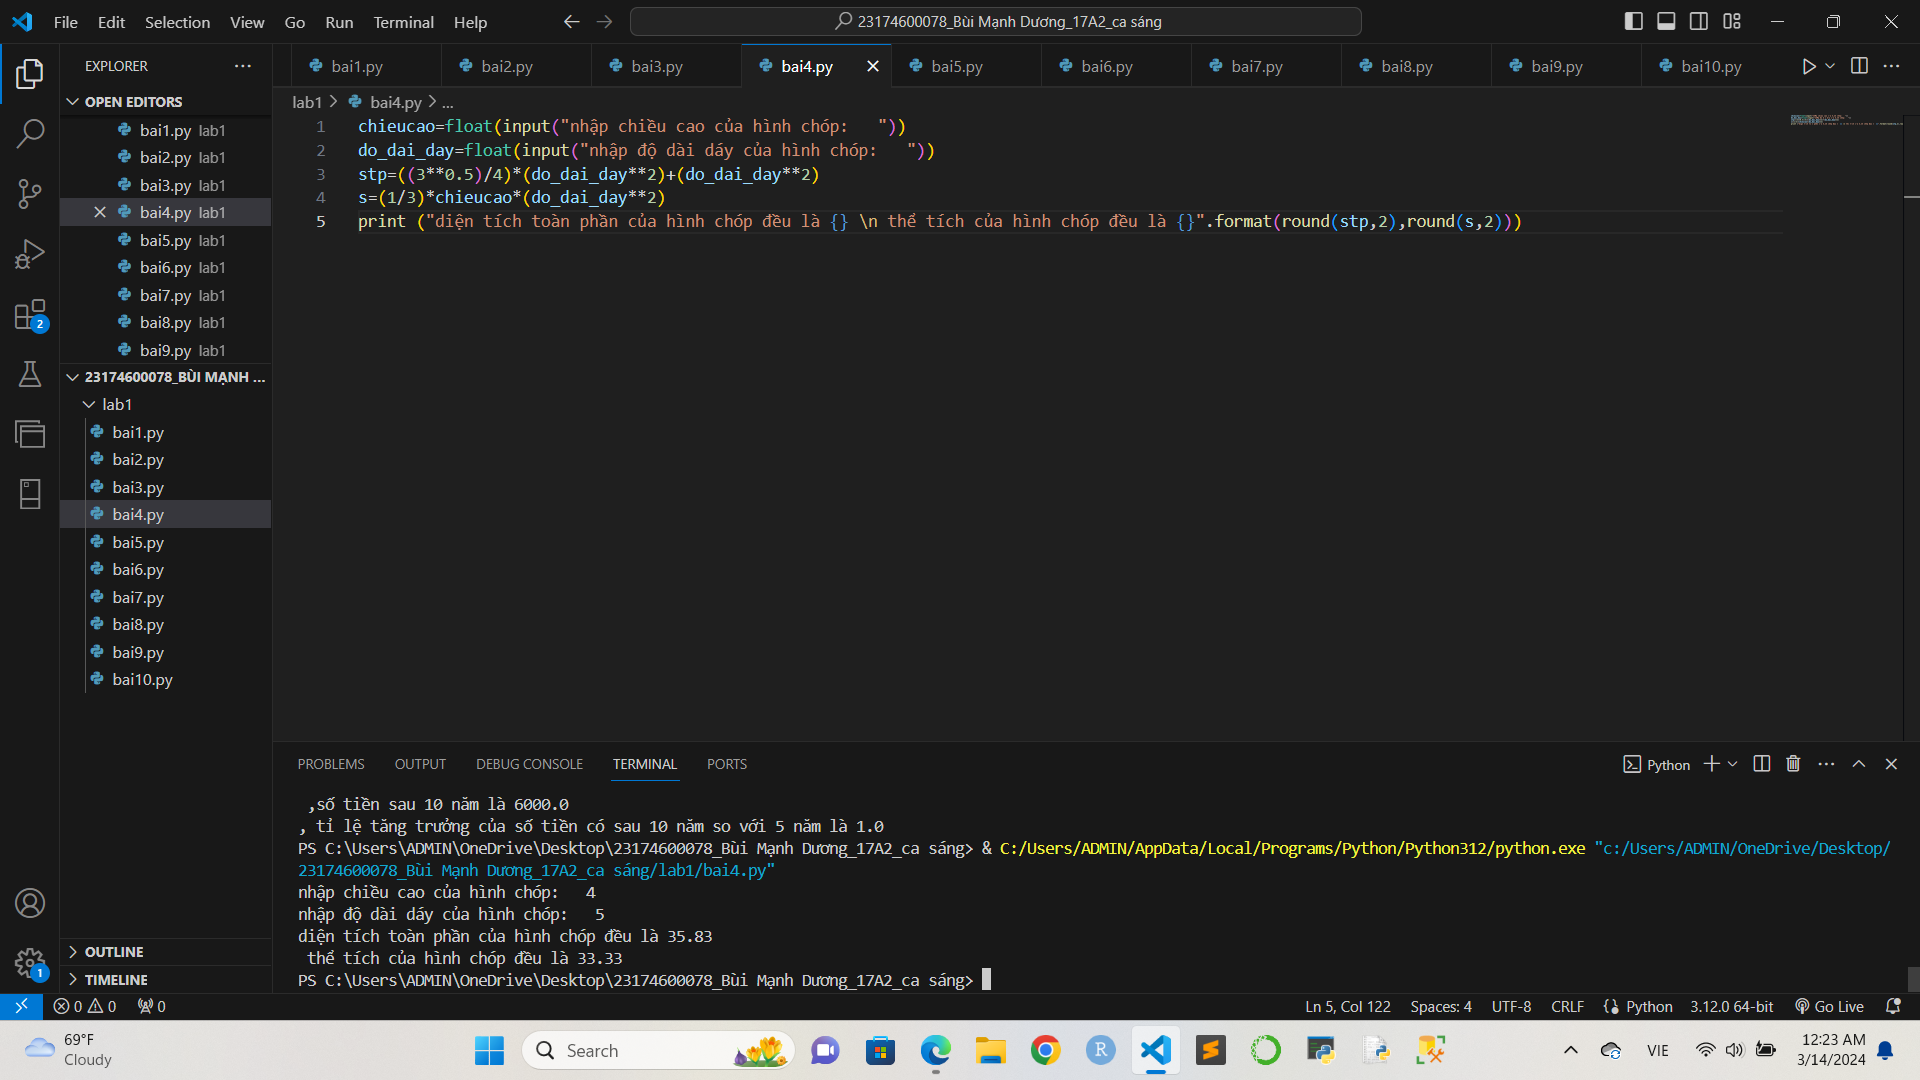 File Edit Selection View Go Run Terminal Help
23174600078_Bùi Mạnh Dương_17A2_ca sáng
EXPLORER
bai1.py bai2.py bai3.py bai4.py bai5.py bai6.py bai7.py bai8.py bai9.py bai10.py
OPEN EDITORS
bai1.py lab1
bai2.py lab1
bai3.py lab1
bai4.py lab1
bai5.py lab1
bai6.py lab1
bai7.py lab1
bai8.py lab1
bai9.py lab1
23174600078_BÙI MẠNH ...
lab1
bai1.py
bai2.py
bai3.py
bai4.py
bai5.py
bai6.py
bai7.py
bai8.py
bai9.py
bai10.py
OUTLINE
TIMELINE
2
1
lab1 > bai4.py > ...
1 chieucao=float(input("nhập chiều cao của hình chóp:   "))
2 do_dai_day=float(input("nhập độ dài dáy của hình chóp:   "))
3 stp=((3**0.5)/4)*(do_dai_day**2)+(do_dai_day**2)
4 s=(1/3)*chieucao*(do_dai_day**2)
5 print ("diện tích toàn phần của hình chóp đều là {} \n thể tích của hình chóp đều là {}".format(round(stp,2),round(s,2)))
PROBLEMS OUTPUT DEBUG CONSOLE TERMINAL PORTS
Python
,số tiền sau 10 năm là 6000.0
, tỉ lệ tăng trưởng của số tiền có sau 10 năm so với 5 năm là 1.0
PS C:\Users\ADMIN\OneDrive\Desktop\23174600078_Bùi Mạnh Dương_17A2_ca sáng> & C:/Users/ADMIN/AppData/Local/Programs/Python/Python312/python.exe "c:/Users/ADMIN/OneDrive/Desktop/
23174600078_Bùi Mạnh Dương_17A2_ca sáng/lab1/bai4.py"
nhập chiều cao của hình chóp:   4
nhập độ dài dáy của hình chóp:   5
diện tích toàn phần của hình chóp đều là 35.83
thể tích của hình chóp đều là 33.33
PS C:\Users\ADMIN\OneDrive\Desktop\23174600078_Bùi Mạnh Dương_17A2_ca sáng>
0 0 0
Ln 5, Col 122 Spaces: 4 UTF-8 CRLF Python 3.12.0 64-bit Go Live
69°F
Cloudy
Search
R
VIE
12:23 AM
3/14/2024